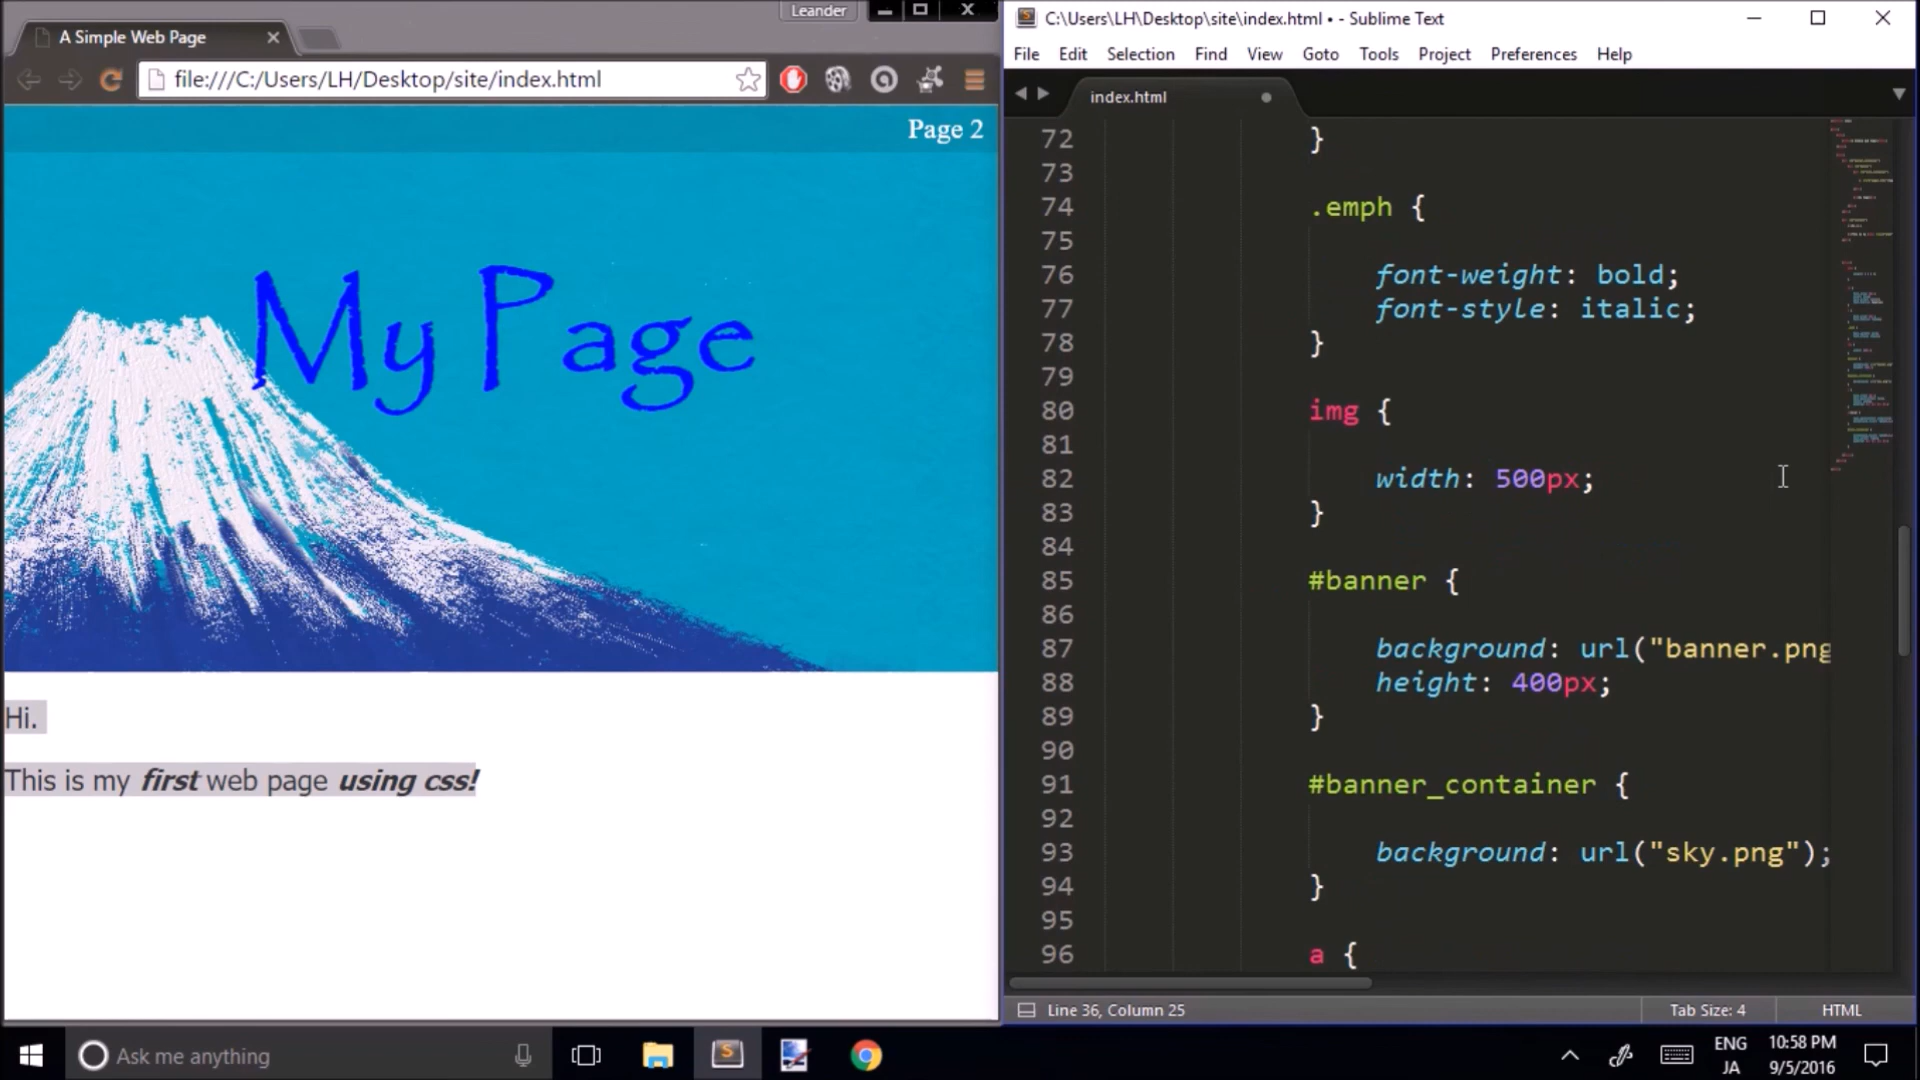 Leander
A Simple Web Page
file:///C:/Users/LH/Desktop/site/index.html
Page 2
My Page
Hi.
This is my first web page using css!
C:\Users\LH\Desktop\site\index.html • - Sublime Text
File Edit Selection Find View Goto Tools Project Preferences Help
index.html
72 }
73
74 .emph {
75
76 font-weight: bold;
77 font-style: italic;
78 }
79
80 img {
81
82 width: 500px;
83 }
84
85 #banner {
86
87 background: url("banner.png
88 height: 400px;
89 }
90
91 #banner_container {
92
93 background: url("sky.png");
94 }
95
96 a {
Line 36, Column 25
Tab Size: 4
HTML
Ask me anything
ENG
JA
10:58 PM
9/5/2016